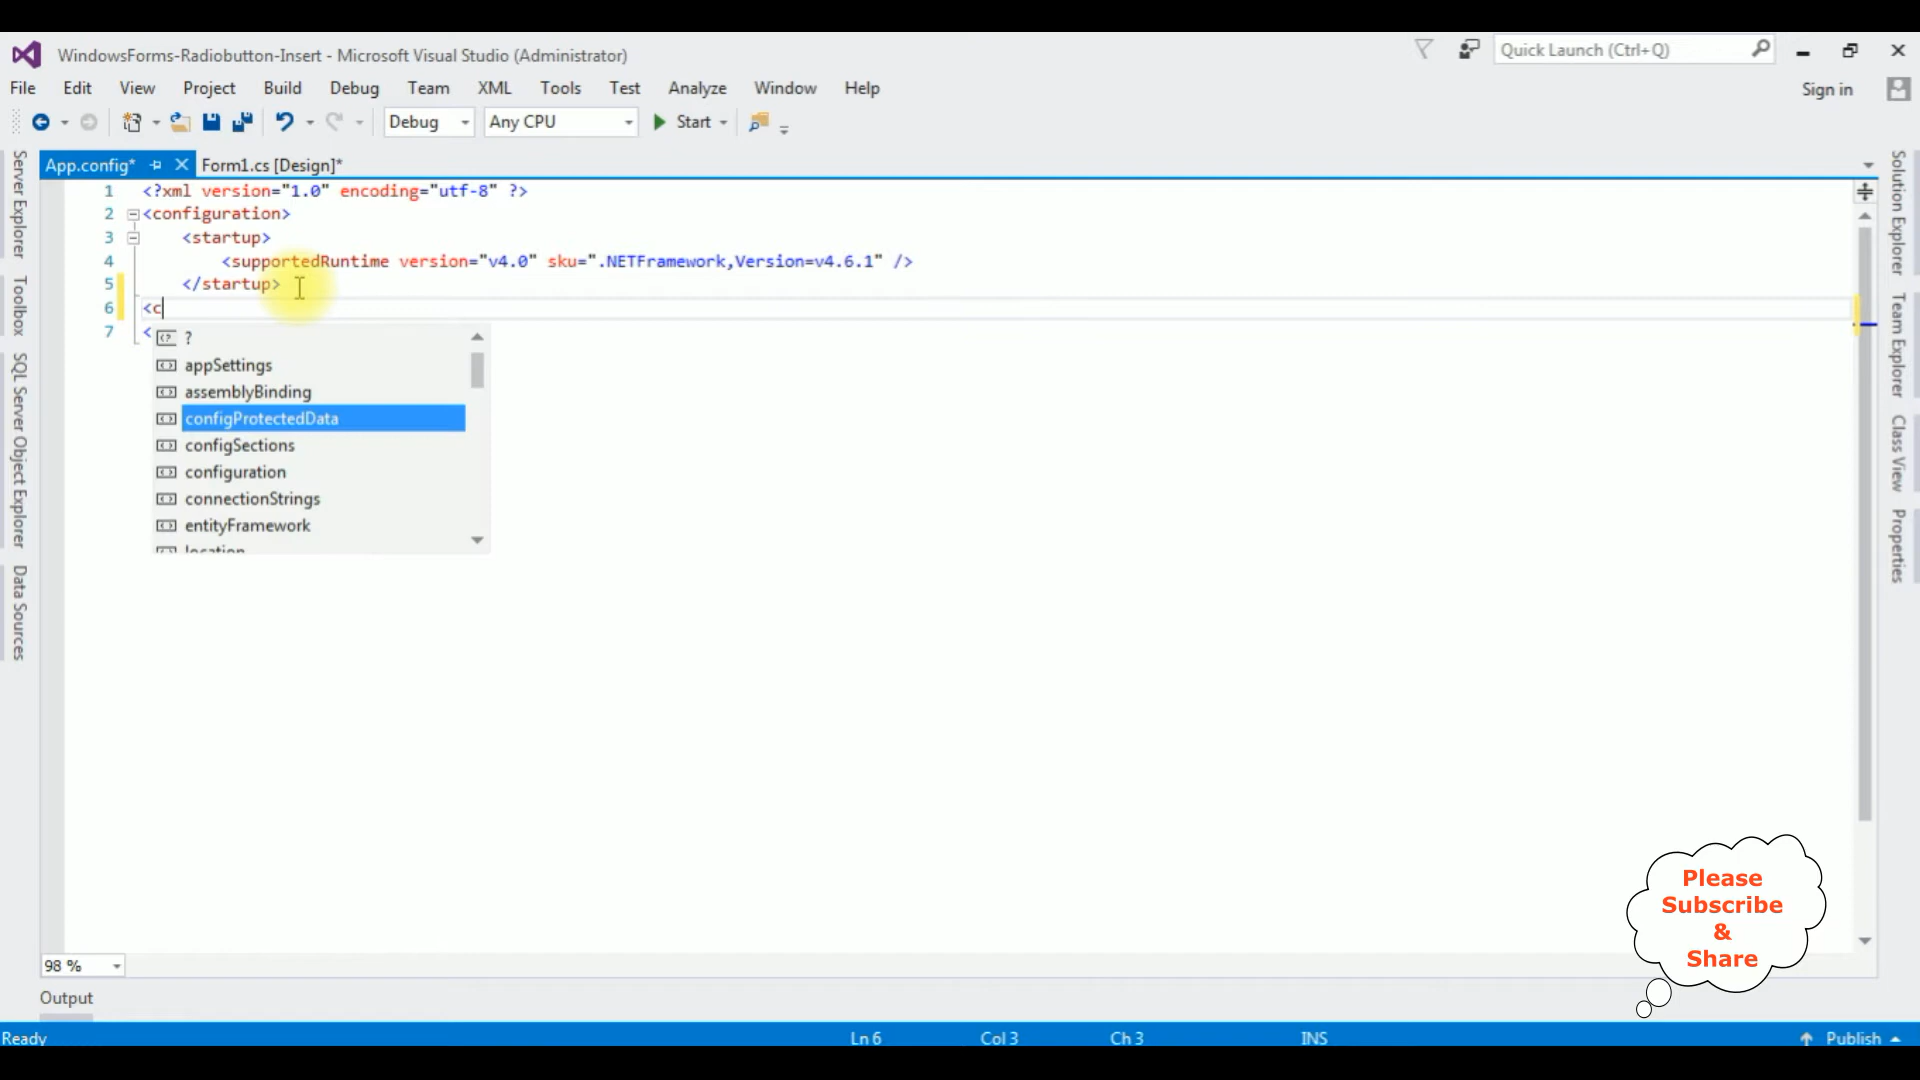 WindowsForms-Radiobutton-Insert - Microsoft Visual Studio (Administrator)
Quick Launch (Ctrl+Q)
File Edit View Project Build Debug Team XML Tools Test Analyze Window Help
Sign in
Debug Any CPU Start
App.config* Form1.cs [Design]*
1 <?xml version="1.0" encoding="utf-8" ?>
2 <configuration>
3 <startup>
4 <supportedRuntime version="v4.0" sku=".NETFramework,Version=v4.6.1" />
5 </startup>
6 <c
7 <
?
appSettings
assemblyBinding
configProtectedData
configSections
configuration
connectionStrings
entityFramework
location
Server Explorer
Toolbox
SQL Server Object Explorer
Data Sources
Solution Explorer
Team Explorer
Class View
Properties
Please
Subscribe
&
Share
98 %
Output
Ready Ln 6 Col 3 Ch 3 INS Publish